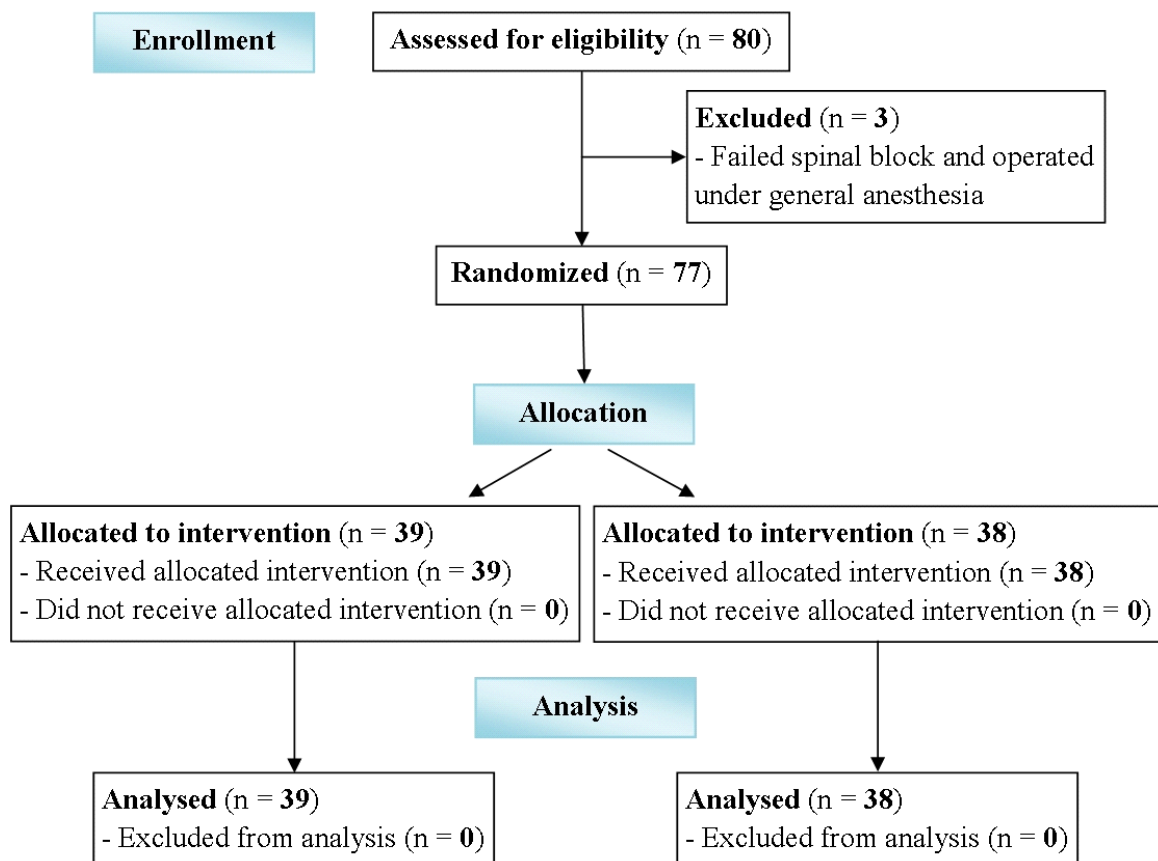 Enrollment
Assessed for eligibility (n = 80)
Excluded (n = 3)
- Failed spinal block and operated
under general anesthesia
Randomized (n = 77)
Allocation
Allocated to intervention (n = 39)
- Received allocated intervention (n = 39)
- Did not receive allocated intervention (n = 0)
Allocated to intervention (n = 38)
- Received allocated intervention (n = 38)
- Did not receive allocated intervention (n = 0)
Analysis
Analysed (n = 39)
- Excluded from analysis (n = 0)
Analysed (n = 38)
- Excluded from analysis (n = 0)